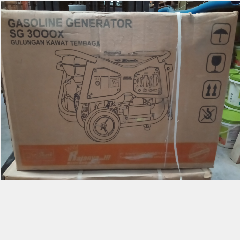 GASOLINE GENERATOR
SG 3000X
GULUNGAN KAWAT TEMBAGA